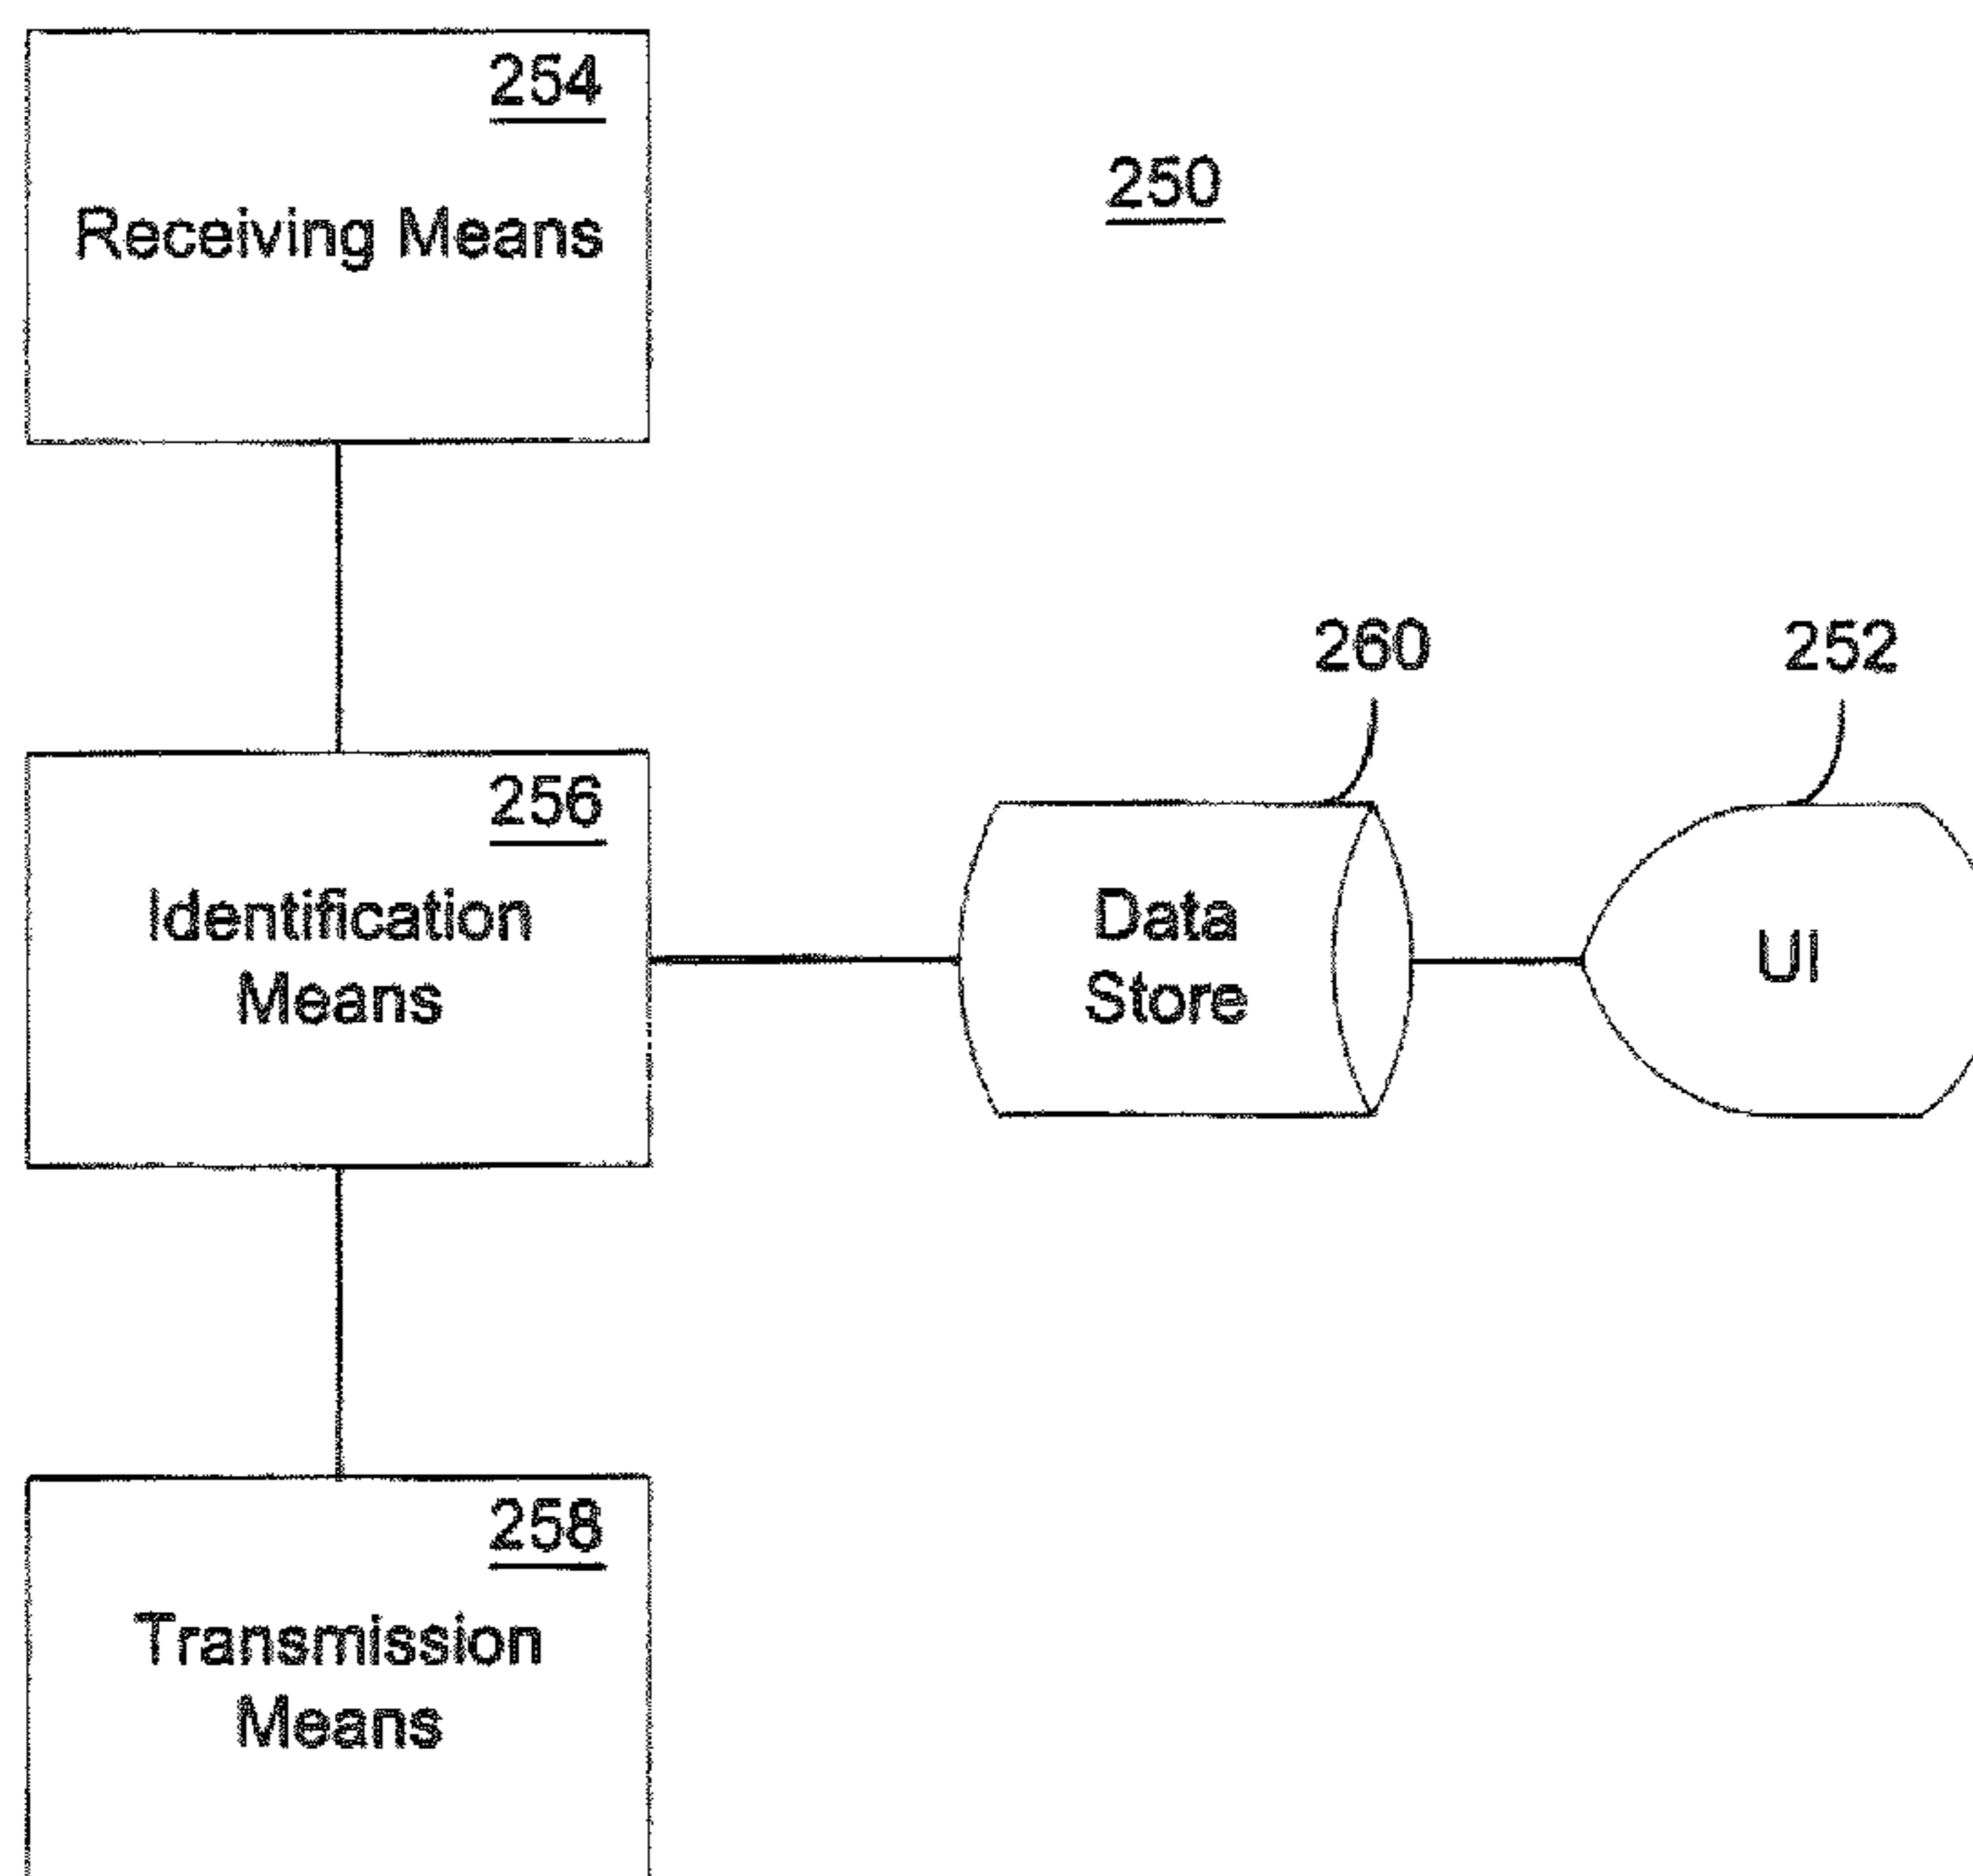 254
Receiving Means
250
260
252
256
Identification
Means
Data
Store
UI
258
Transmission
Means